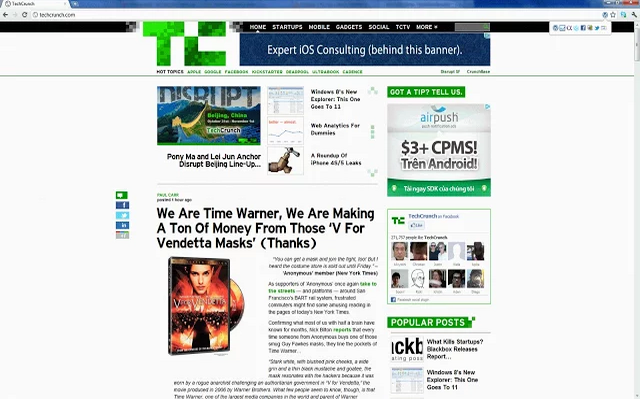 TechCrunch
techcrunch.com
HOME STARTUPS MOBILE GADGETS SOCIAL TCTV MORE
TC
Expert iOS Consulting (behind this banner).
HOT TOPICS APPLE GOOGLE FACEBOOK KICKSTARTER DEADPOOL ULTRABOOK CADENCE
Disrupt SF CrunchBase
DISRUPT
Beijing, China
TechCrunch
Pony Ma and Lei Jun Anchor
Disrupt Beijing Line-Up...
Windows 8's New
Explorer: This One
Goes To 11
Web Analytics For
Dummies
A Roundup Of
iPhone 4S/5 Leaks
GOT A TIP? TELL US.
airpush
$3+ CPMS!
Trên Android!
Tải ngay SDK của chúng tôi
PAUL CARR
posted 1 hour ago
We Are Time Warner, We Are Making
A Ton Of Money From Those 'V For
Vendetta Masks' (Thanks)
"You can get a mask and join the fight, too! But I
heard the costume store is sold out until Friday "–
'Anonymous' member (New York Times)
As supporters of 'Anonymous' once again take to
the streets — and platforms — around San
Francisco's BART rail system, frustrated
commuters might find some amusing reading in
the pages of today's New York Times.
Confirming what most of us with half a brain have
known for months, Nick Bilton reports that every
time someone from Anonymous buys one of those
smug Guy Fawkes masks, they line the pockets of
Time Warner...
"Stark white, with blushed pink cheeks, a wide
grin and a thin black mustache and goatee, the
mask resonates with the hackers because it was
worn by a rogue anarchist challenging an authoritarian government in "V for Vendetta," the
movie produced in 2006 by Warner Brothers. What few people seem to know, though, is that
Time Warner, one of the largest media companies in the world and parent of Warner
TechCrunch on Facebook
Like
POPULAR POSTS
What Kills Startups?
Blackbox Releases
Report...
Windows 8's New
Explorer: This One
Goes To 11